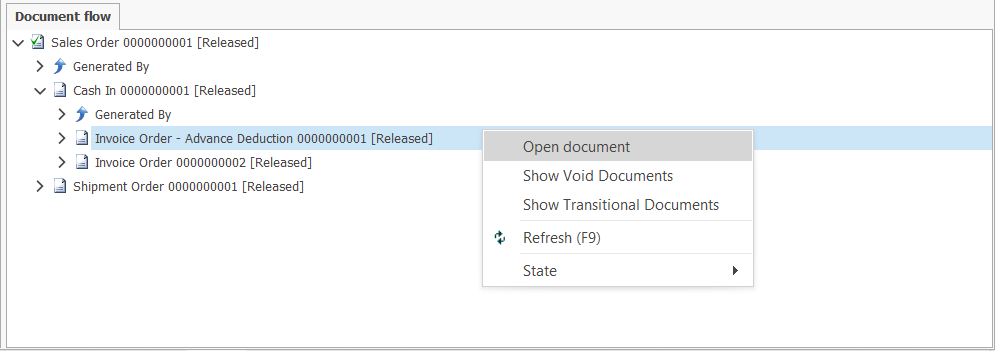 Document flow
Sales Order 0000000001 [Released]
Generated By
Cash In 0000000001 [Released]
Generated By
Invoice Order - Advance Deduction 0000000001 [Released]
Invoice Order 0000000002 [Released]
Shipment Order 0000000001 [Released]
Open document
Show Void Documents
Show Transitional Documents
Refresh (F9)
State